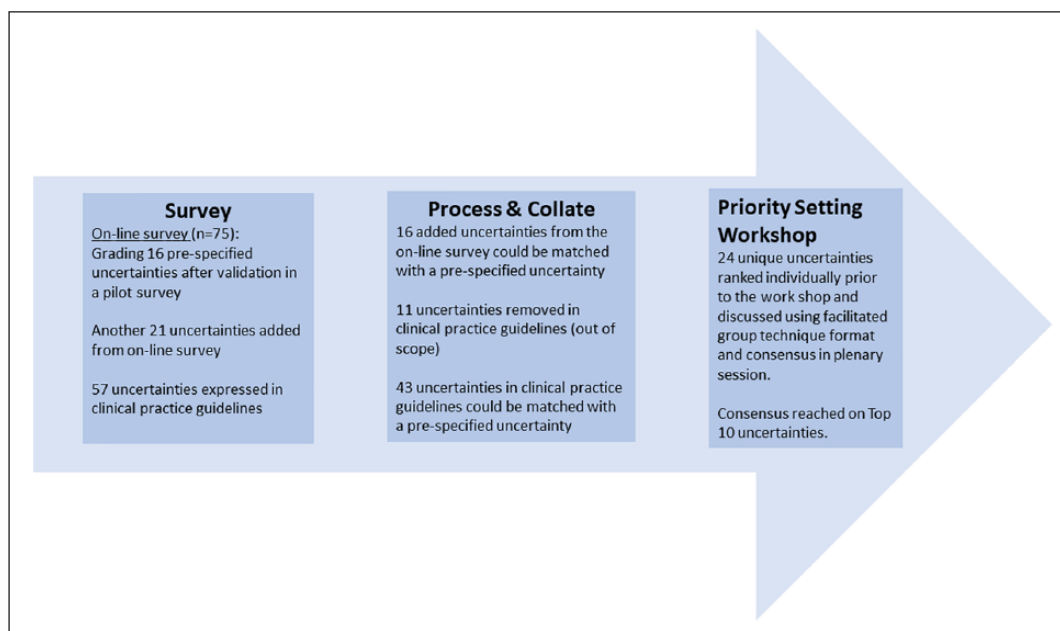 Survey
On-line survey (n=75):
Grading 16 pre-specified
uncertainties after validation in
a pilot survey
Another 21 uncertainties added
from on-line survey
57 uncertainties expressed in
clinical practice guidelines
Process & Collate
16 added uncertainties from the
on-line survey could be matched
with a pre-specified uncertainty
11 uncertainties removed in
clinical practice guidelines (out of
scope)
43 uncertainties in clinical practice
guidelines could be matched with
a pre-specified uncertainty
Priority Setting
Workshop
24 unique uncertainties
ranked individually prior
to the work shop and
discussed using facilitated
group technique format
and consensus in plenary
session.
Consensus reached on Top
10 uncertainties.